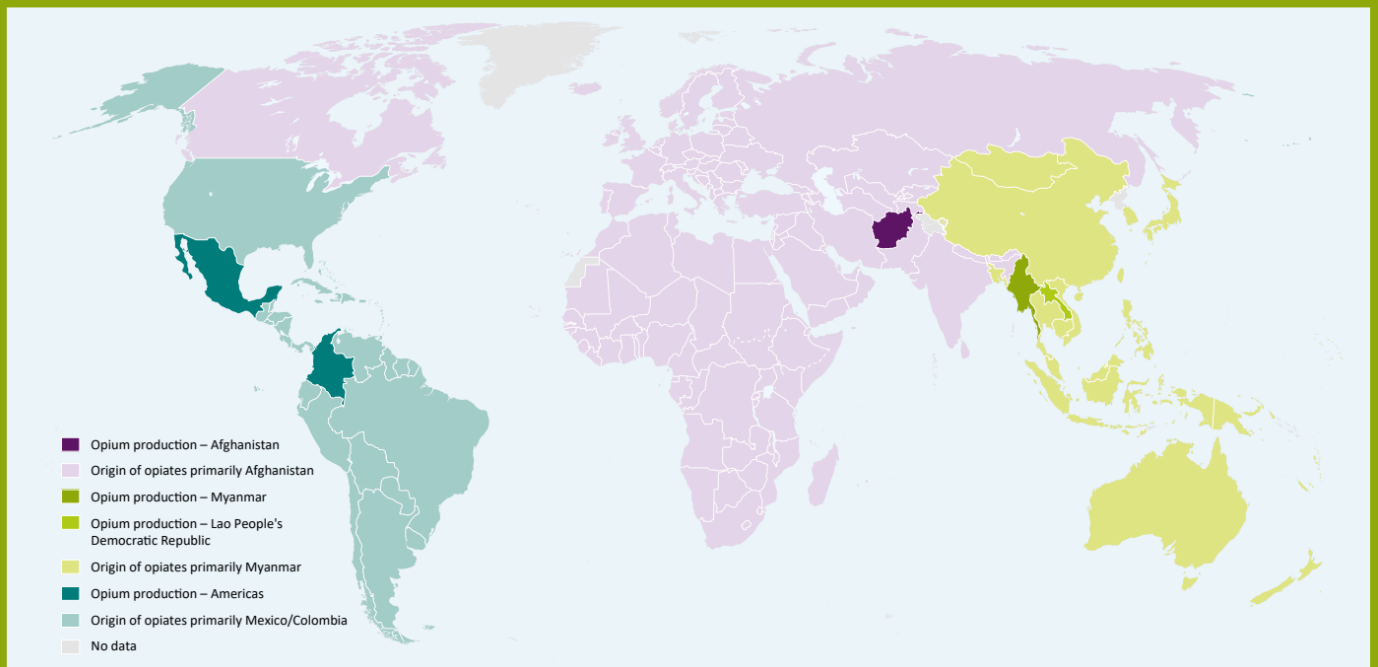 Opium production – Afghanistan
Origin of opiates primarily Afghanistan
Opium production – Myanmar
Opium production – Lao People's
Democratic Republic
Origin of opiates primarily Myanmar
Opium production – Americas
Origin of opiates primarily Mexico/Colombia
No data